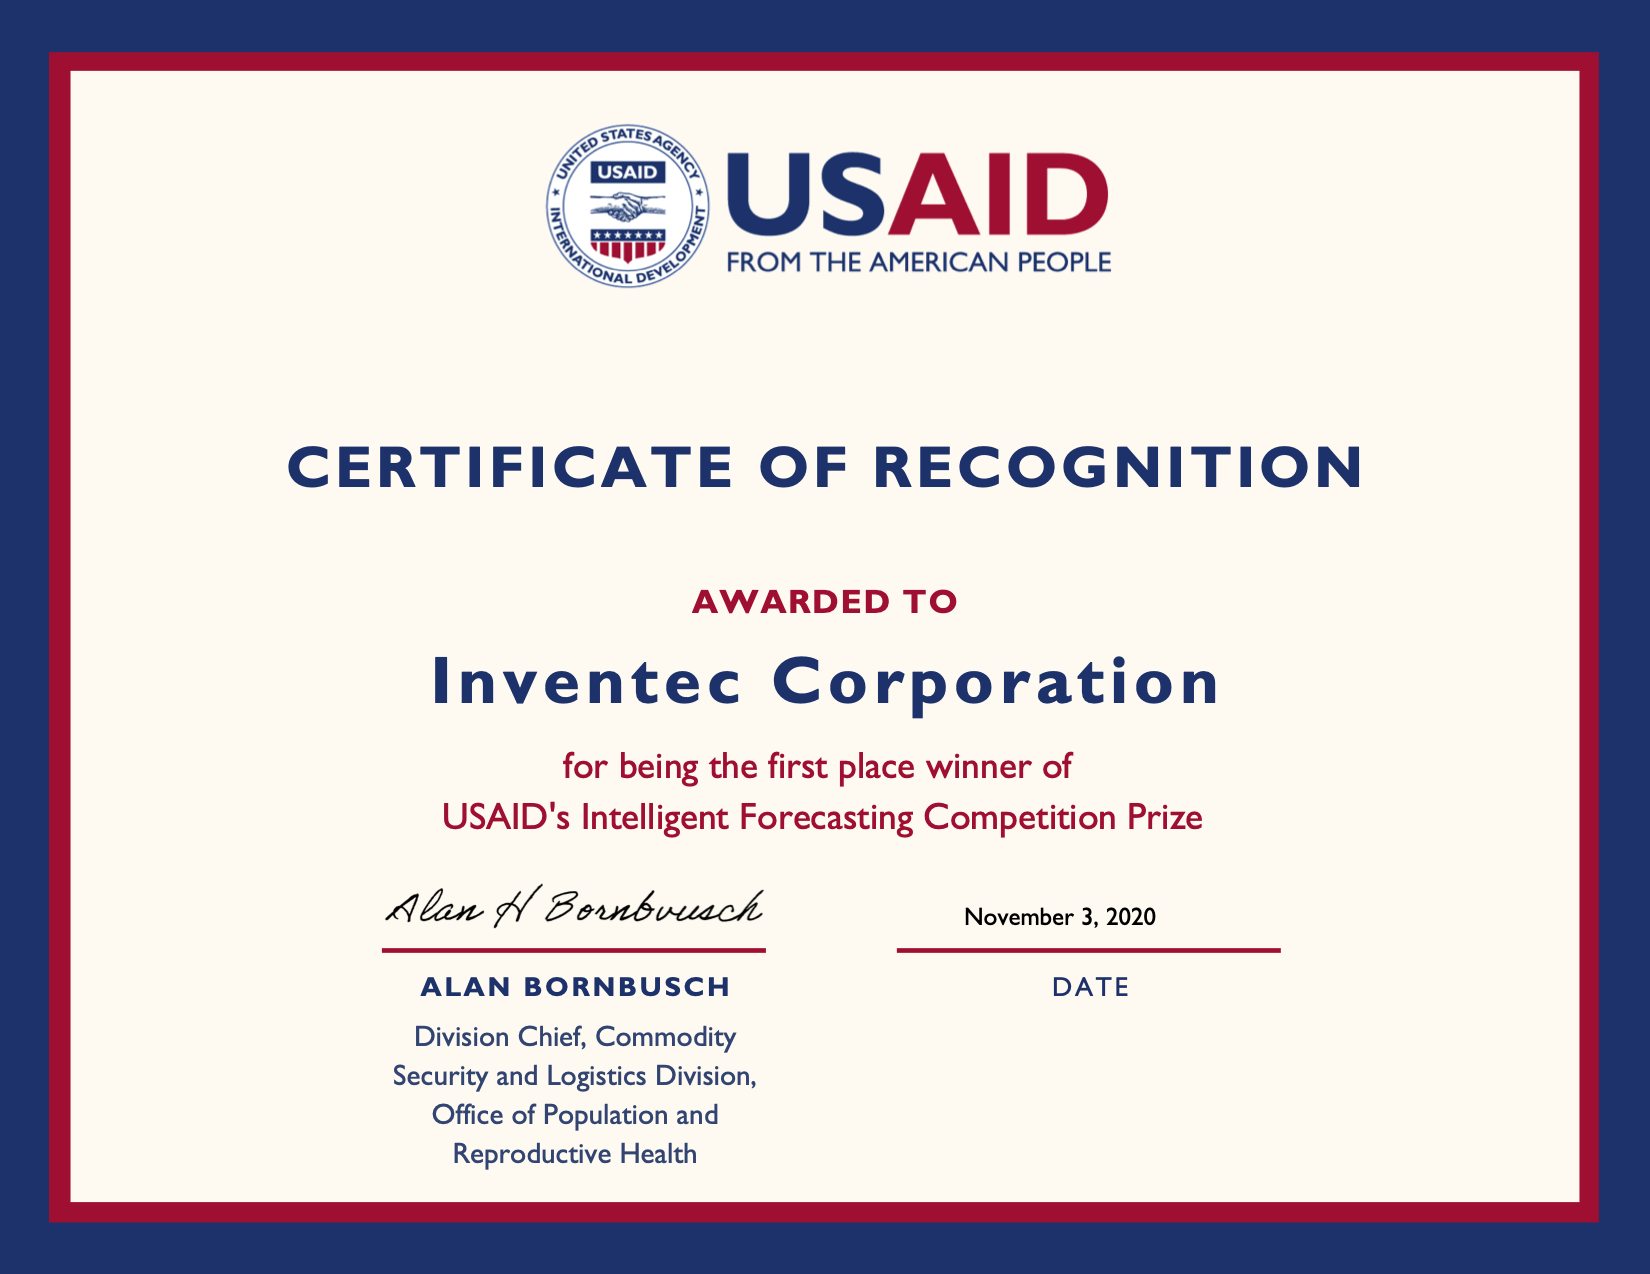 UNITED STATES AGENCY
USAID
INTERNATIONAL DEVELOPMENT
USAID
FROM THE AMERICAN PEOPLE
CERTIFICATE OF RECOGNITION
AWARDED TO
Inventec Corporation
for being the first place winner of
USAID's Intelligent Forecasting Competition Prize
Alan H Bornbusch
November 3, 2020
ALAN BORNBUSCH
DATE
Division Chief, Commodity
Security and Logistics Division,
Office of Population and
Reproductive Health